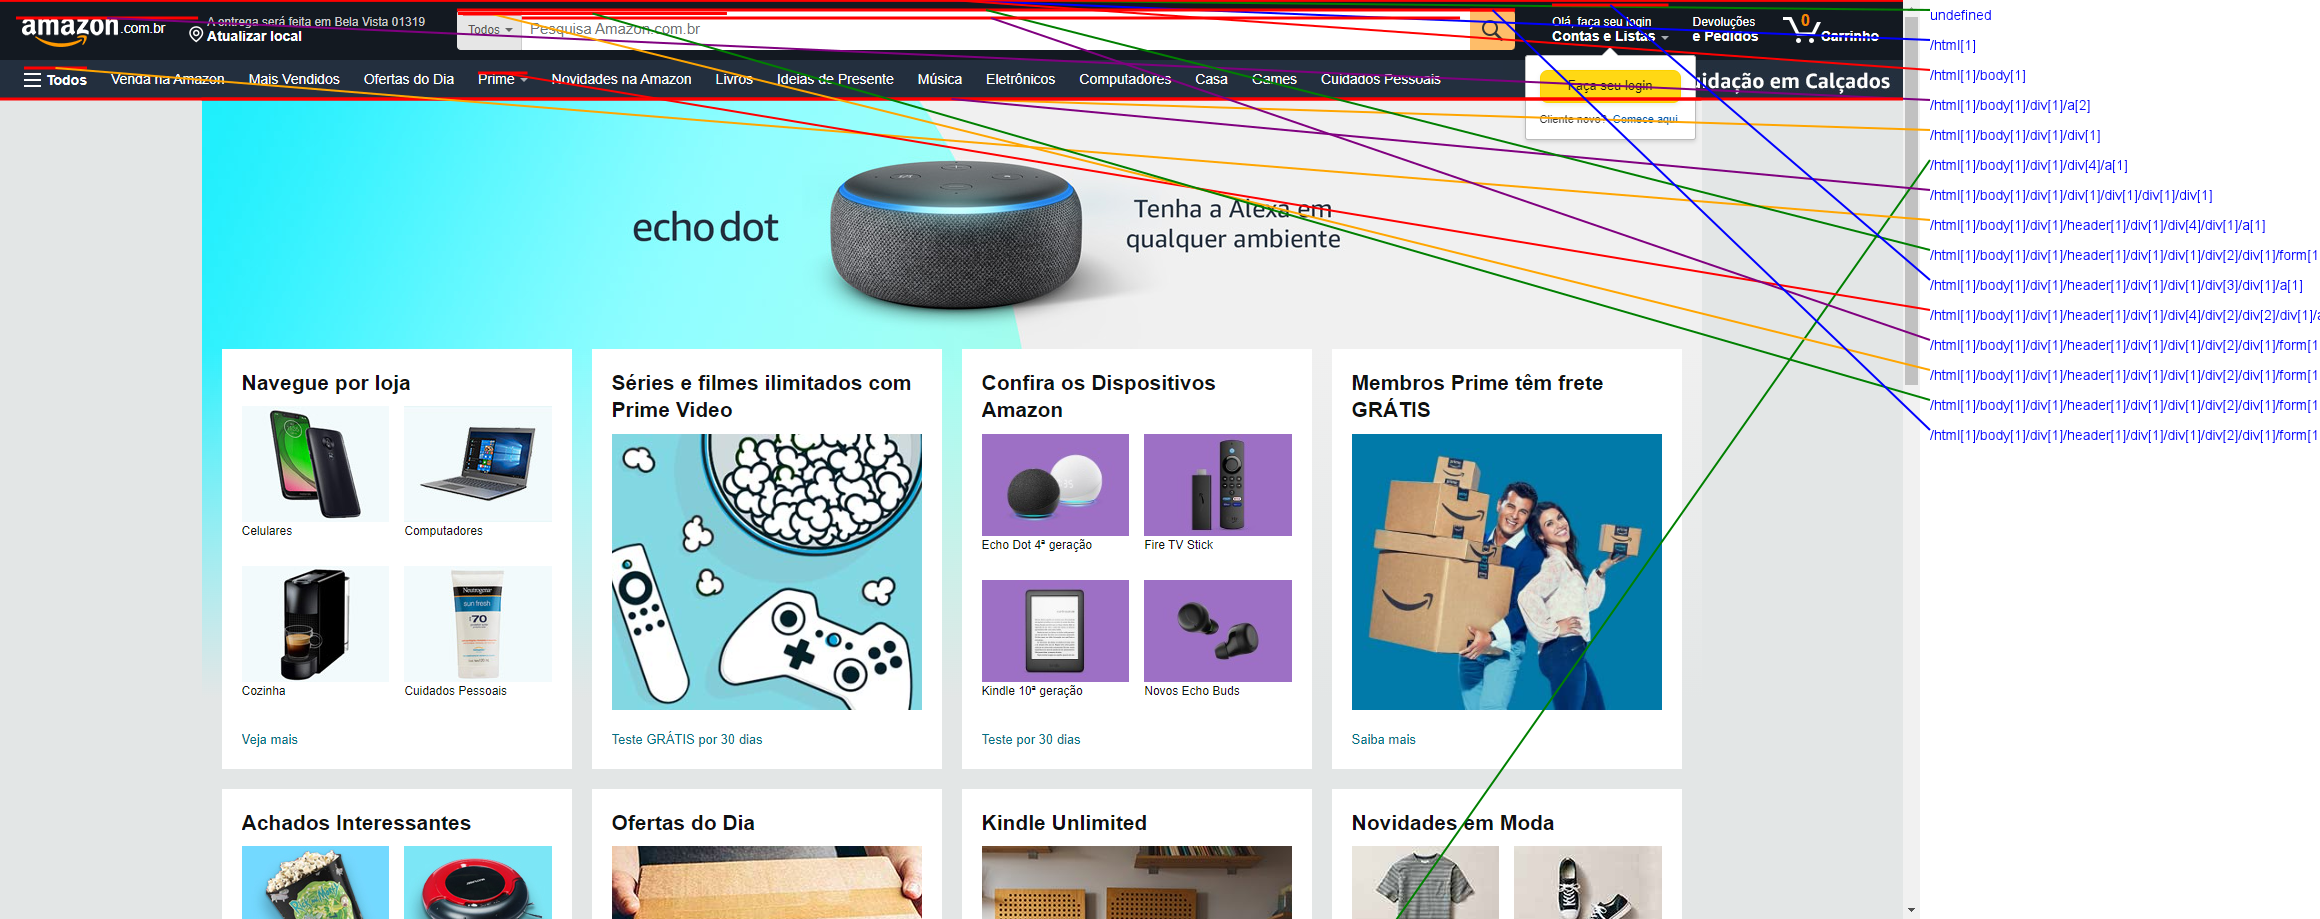 amazon.com.br
A entrega será feita em Bela Vista 01319
Atualizar local
Todos
Pesquisa Amazon.com.br
Olá, faça seu login
Contas e Listas
Devoluções
e Pedidos
0
Carrinho
Todos
Venda na Amazon
Mais Vendidos
Ofertas do Dia
Prime
Novidades na Amazon
Livros
Ideias de Presente
Música
Eletrônicos
Computadores
Casa
Games
Cuidados Pessoais
idação em Calçados
Faça seu login
Cliente novo? Comece aqui.
echo dot
Tenha a Alexa em
qualquer ambiente
Navegue por loja
Celulares
Computadores
Cozinha
Neutrogena
sun fresh
70
Cuidados Pessoais
Veja mais
Séries e filmes ilimitados com
Prime Video
Teste GRÁTIS por 30 dias
Confira os Dispositivos
Amazon
Echo Dot 4ª geração
Fire TV Stick
Kindle 10ª geração
Novos Echo Buds
Teste por 30 dias
Membros Prime têm frete
GRÁTIS
Saiba mais
Achados Interessantes
Ofertas do Dia
Kindle Unlimited
Novidades em Moda
undefined
/html[1]
/html[1]/body[1]
/html[1]/body[1]/div[1]/a[2]
/html[1]/body[1]/div[1]/div[1]
/html[1]/body[1]/div[1]/div[4]/a[1]
/html[1]/body[1]/div[1]/div[1]/div[1]/div[1]/div[1]
/html[1]/body[1]/div[1]/header[1]/div[1]/div[4]/div[1]/a[1]
/html[1]/body[1]/div[1]/header[1]/div[1]/div[1]/div[2]/div[1]/form[1
/html[1]/body[1]/div[1]/header[1]/div[1]/div[1]/div[3]/div[1]/a[1]
/html[1]/body[1]/div[1]/header[1]/div[1]/div[4]/div[2]/div[2]/div[1]/a
/html[1]/body[1]/div[1]/header[1]/div[1]/div[1]/div[2]/div[1]/form[1
/html[1]/body[1]/div[1]/header[1]/div[1]/div[1]/div[2]/div[1]/form[1
/html[1]/body[1]/div[1]/header[1]/div[1]/div[1]/div[2]/div[1]/form[1
/html[1]/body[1]/div[1]/header[1]/div[1]/div[1]/div[2]/div[1]/form[1